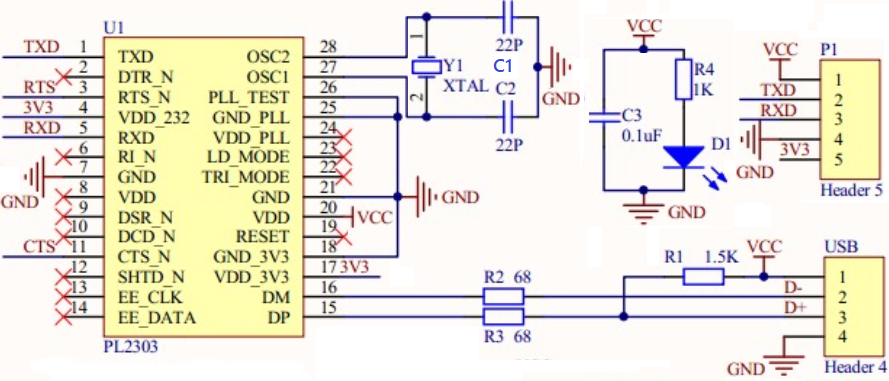 U1
TXD 1 TXD OSC2 28
2 DTR_N OSC1 27
RTS 3 RTS_N PLL_TEST 26
3V3 4 VDD_232 GND_PLL 25
RXD 5 RXD VDD_PLL 24
6 RI_N LD_MODE 23
7 GND TRI_MODE 22
GND
8 VDD GND 21 GND
9 DSR_N VDD 20 VCC
10 DCD_N RESET 19
CTS 11 CTS_N GND_3V3 18
12 SHTD_N VDD_3V3 17 3V3
13 EE_CLK DM 16
14 EE_DATA DP 15
PL2303
1
Y1
XTAL
2
22P
C1
C2
22P
GND
VCC
R4
1K
C3
0.1uF
D1
GND
P1
VCC
1
TXD 2
RXD 3
4
GND
3V3 5
Header 5
R2 68
R3 68
R1 1.5K
VCC
USB
1
D- 2
D+ 3
4
GND
Header 4